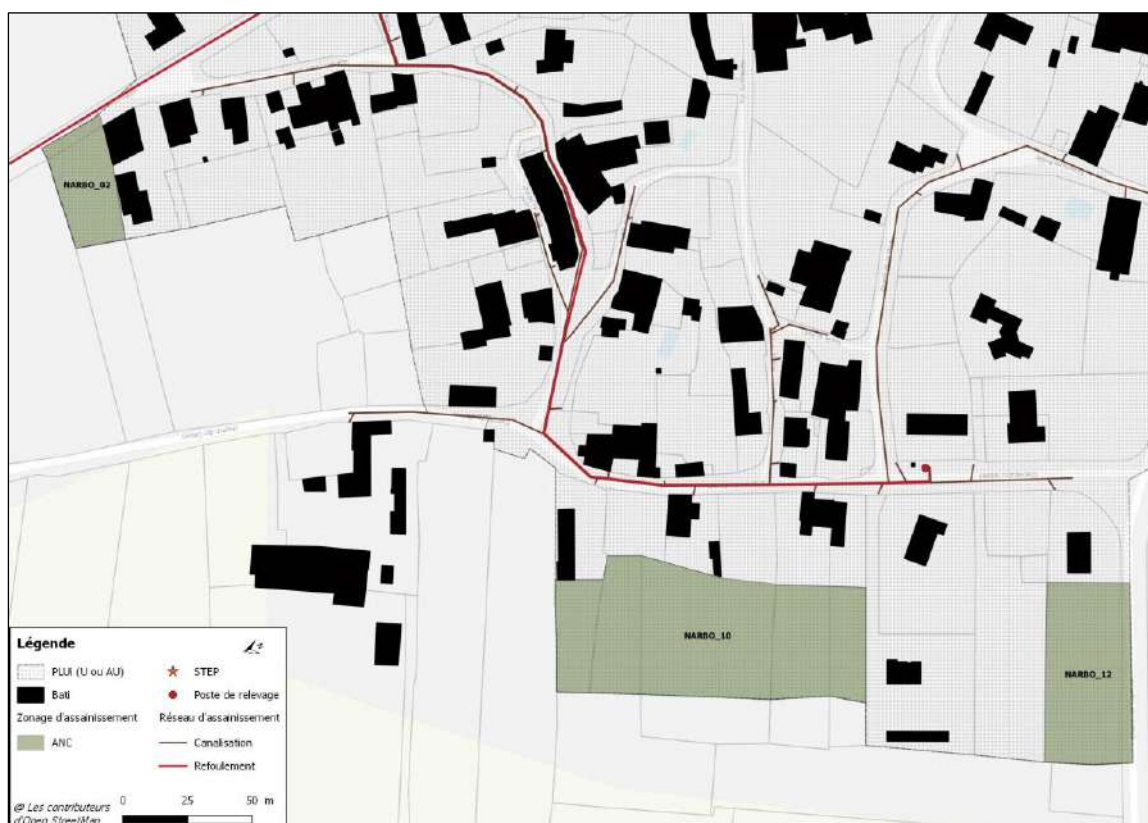 NARBO_02
NARBO_10
NARBO_12
Légende
PLUi (U ou AU)
Bati
Zonage d'assainissement
ANC
STEP
Poste de relevage
Réseau d'assainissement
Canalisation
Refoulement
@ Les contributeurs
d'Open StreetMap
0 25 50 m